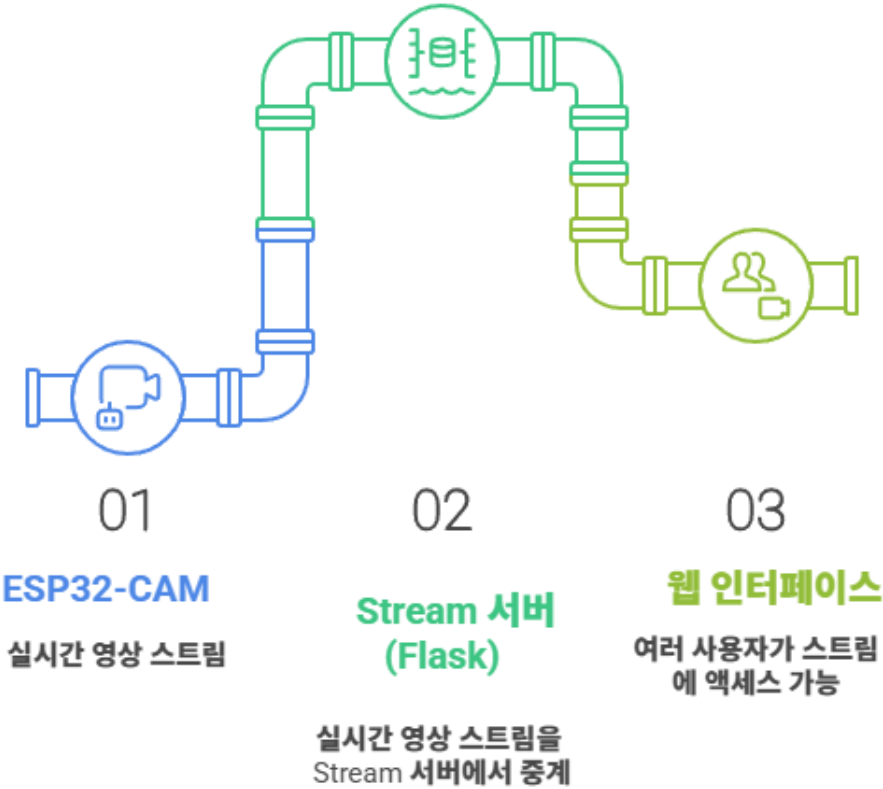 01
ESP32-CAM
실시간 영상 스트림
02
Stream 서버
(Flask)
실시간 영상 스트림을
Stream 서버에서 중계
03
웹 인터페이스
여러 사용자가 스트림
에 액세스 가능